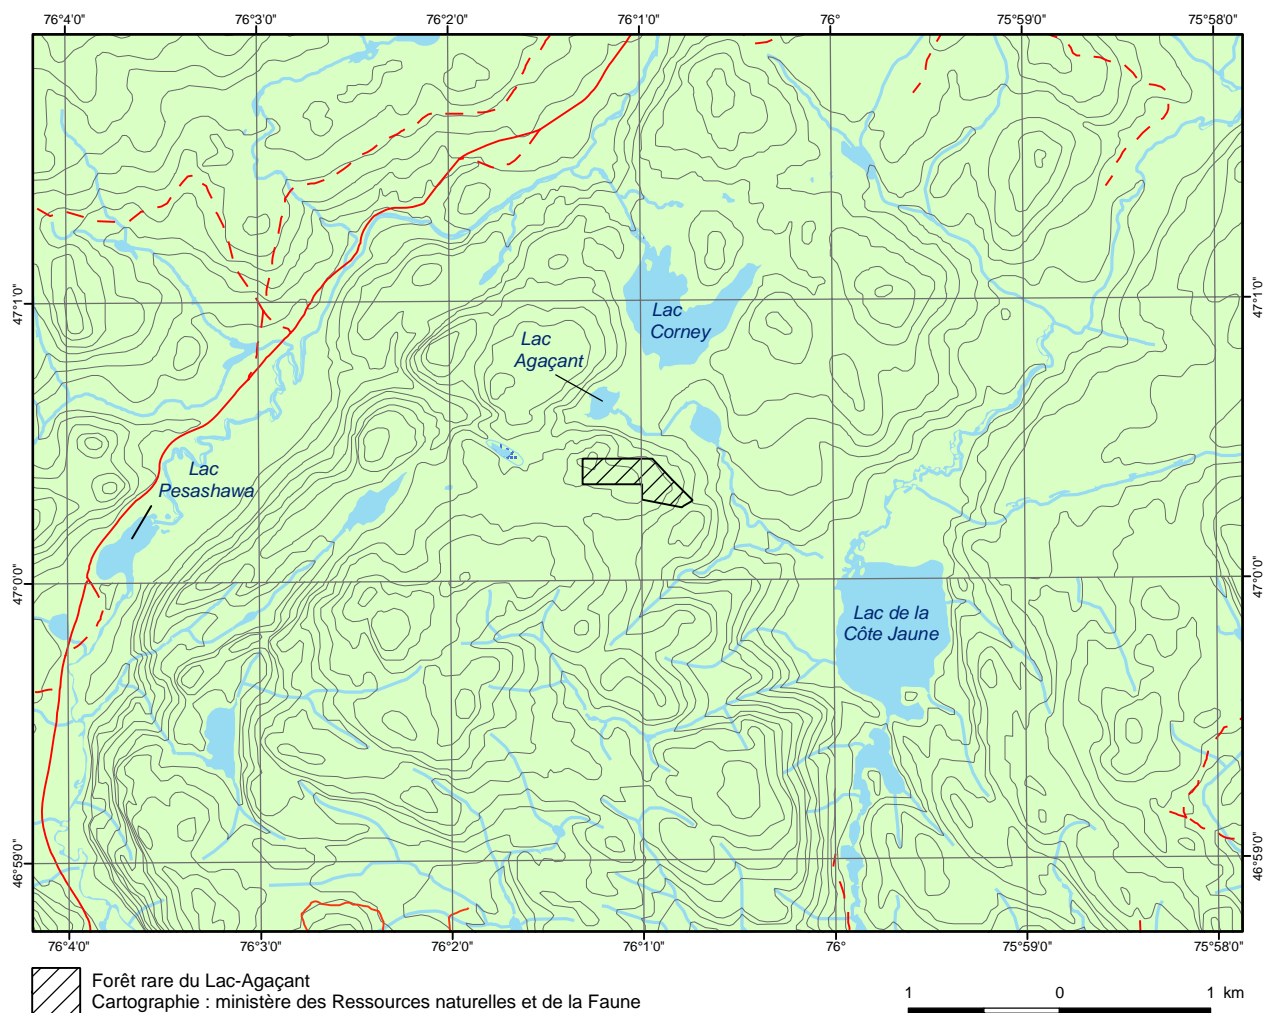 76°4'0"
76°3'0"
76°2'0"
76°1'0"
76°
75°59'0"
75°58'0"
47°1'0"
47°1'0"
Lac
Corney
Lac
Agaçant
Lac
Pesashawa
47°0'0"
47°0'0"
Lac de la
Côte Jaune
46°59'0"
46°59'0"
76°4'0"
76°3'0"
76°2'0"
76°1'0"
76°
75°59'0"
75°58'0"
Forêt rare du Lac-Agaçant
Cartographie : ministère des Ressources naturelles et de la Faune
1 0 1 km